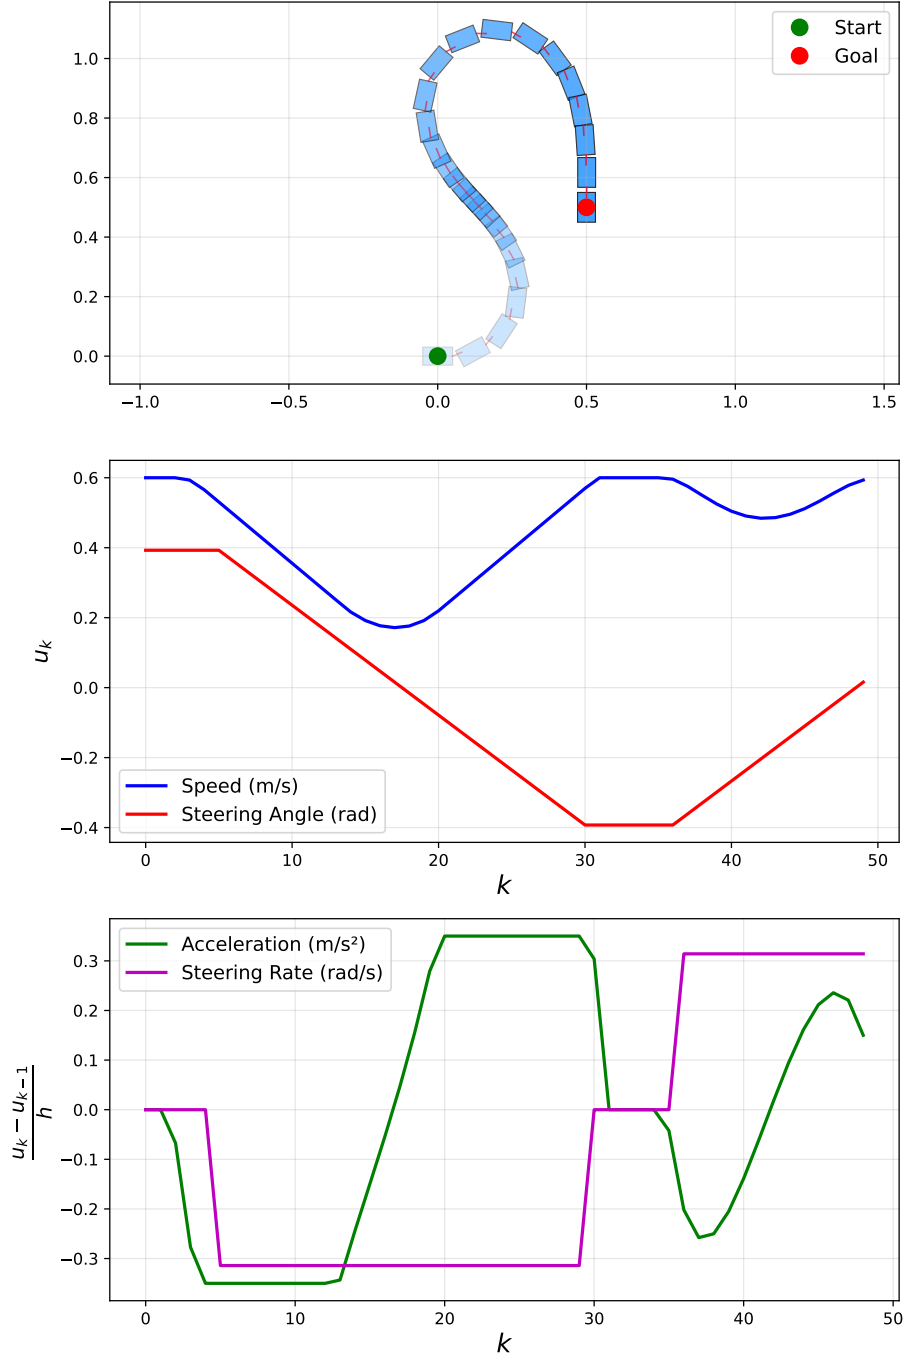 1.0
0.8
0.6
0.4
0.2
0.0
−1.0 −0.5 0.0 0.5 1.0 1.5
Start
Goal
0.6
0.4
0.2
0.0
−0.2
−0.4
u_k
Speed (m/s)
Steering Angle (rad)
0 10 20 30 40 50
k
0.3
0.2
0.1
0.0
−0.1
−0.2
−0.3
u_k − u_{k−1}
h
Acceleration (m/s²)
Steering Rate (rad/s)
0 10 20 30 40 50
k